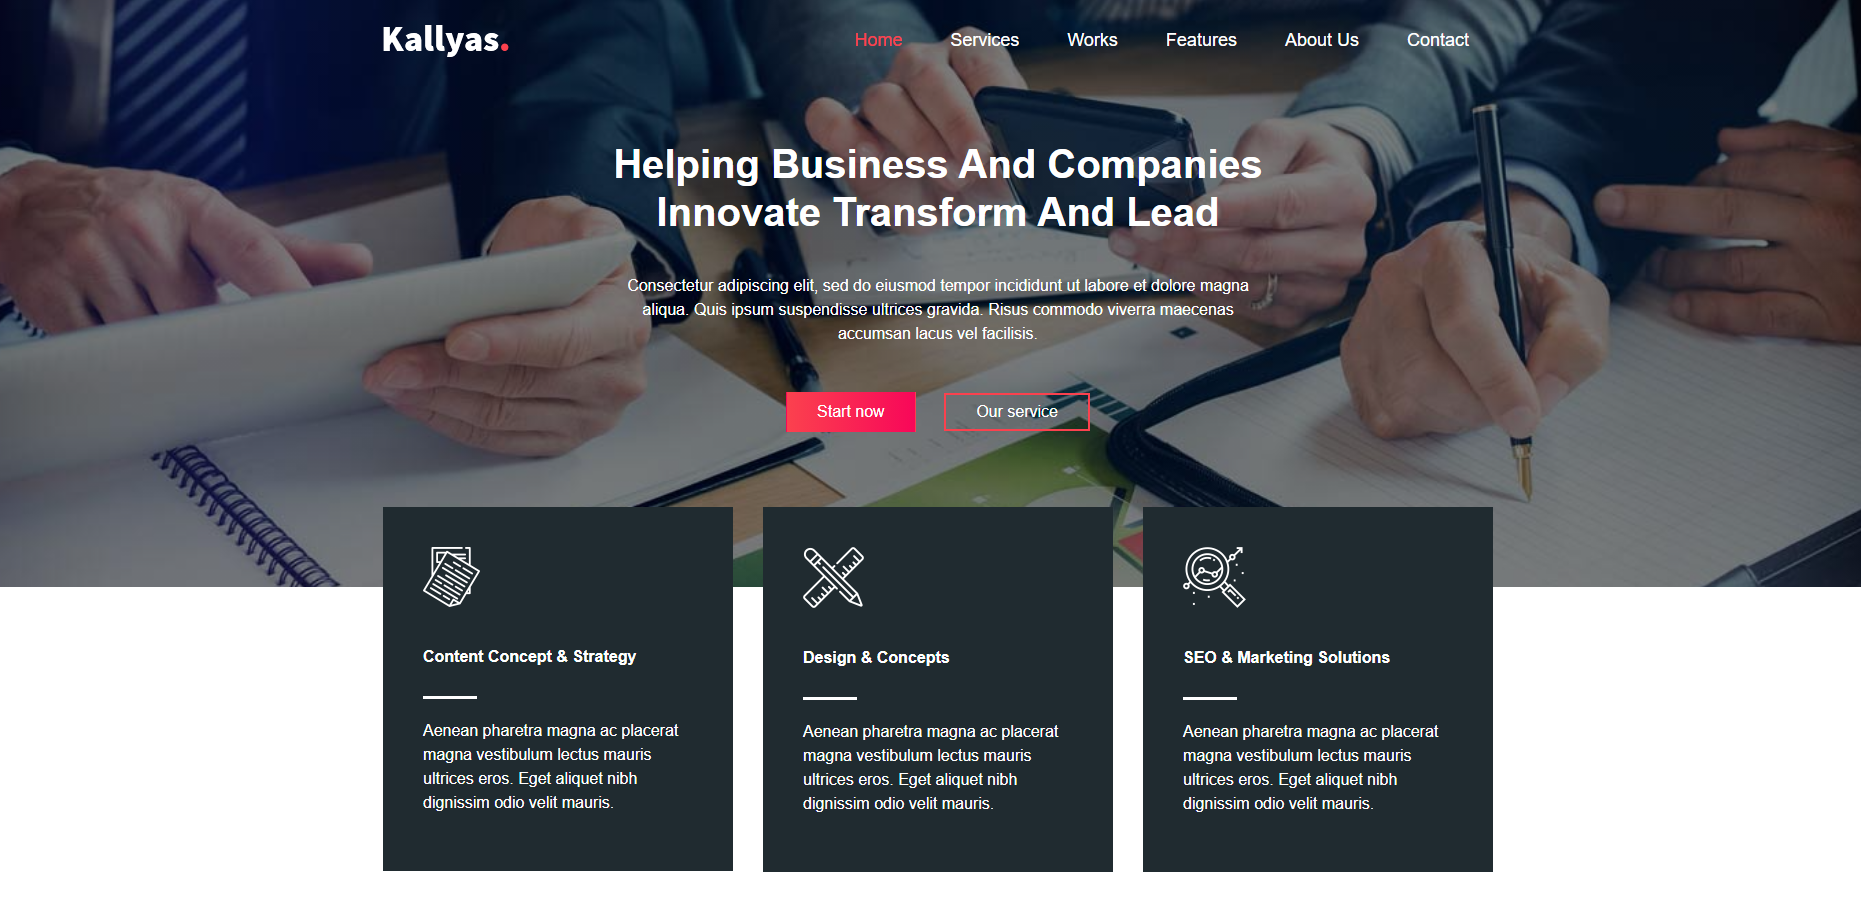 Kallyas.
Home Services Works Features About Us Contact
Helping Business And Companies
Innovate Transform And Lead
Consectetur adipiscing elit, sed do eiusmod tempor incididunt ut labore et dolore magna
aliqua. Quis ipsum suspendisse ultrices gravida. Risus commodo viverra maecenas
accumsan lacus vel facilisis.
Start now
Our service
Content Concept & Strategy
Aenean pharetra magna ac placerat
magna vestibulum lectus mauris
ultrices eros. Eget aliquet nibh
dignissim odio velit mauris.
Design & Concepts
Aenean pharetra magna ac placerat
magna vestibulum lectus mauris
ultrices eros. Eget aliquet nibh
dignissim odio velit mauris.
SEO & Marketing Solutions
Aenean pharetra magna ac placerat
magna vestibulum lectus mauris
ultrices eros. Eget aliquet nibh
dignissim odio velit mauris.